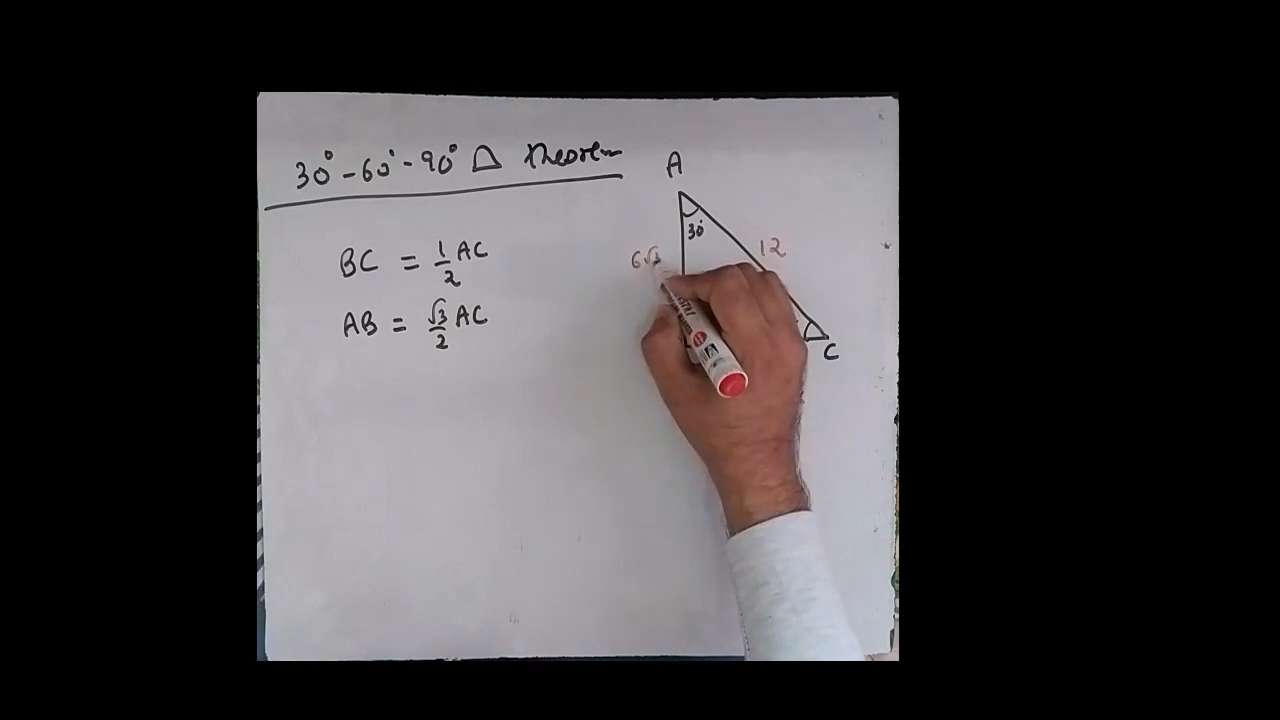 30° - 60° - 90° △ theorem
BC = 1/2 AC
AB = √3/2 AC
A
30°
12
6√3
C